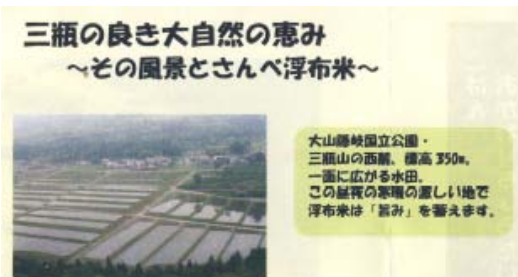 三瓶の良き大自然の恵み
～その風景とさんべ浮布米～
大山隠岐国立公園・
三瓶山の西麓、標高350m。
一面に広がる水田。
この昼夜の寒暖の激しい地で
浮布米は「旨み」を蓄えます。